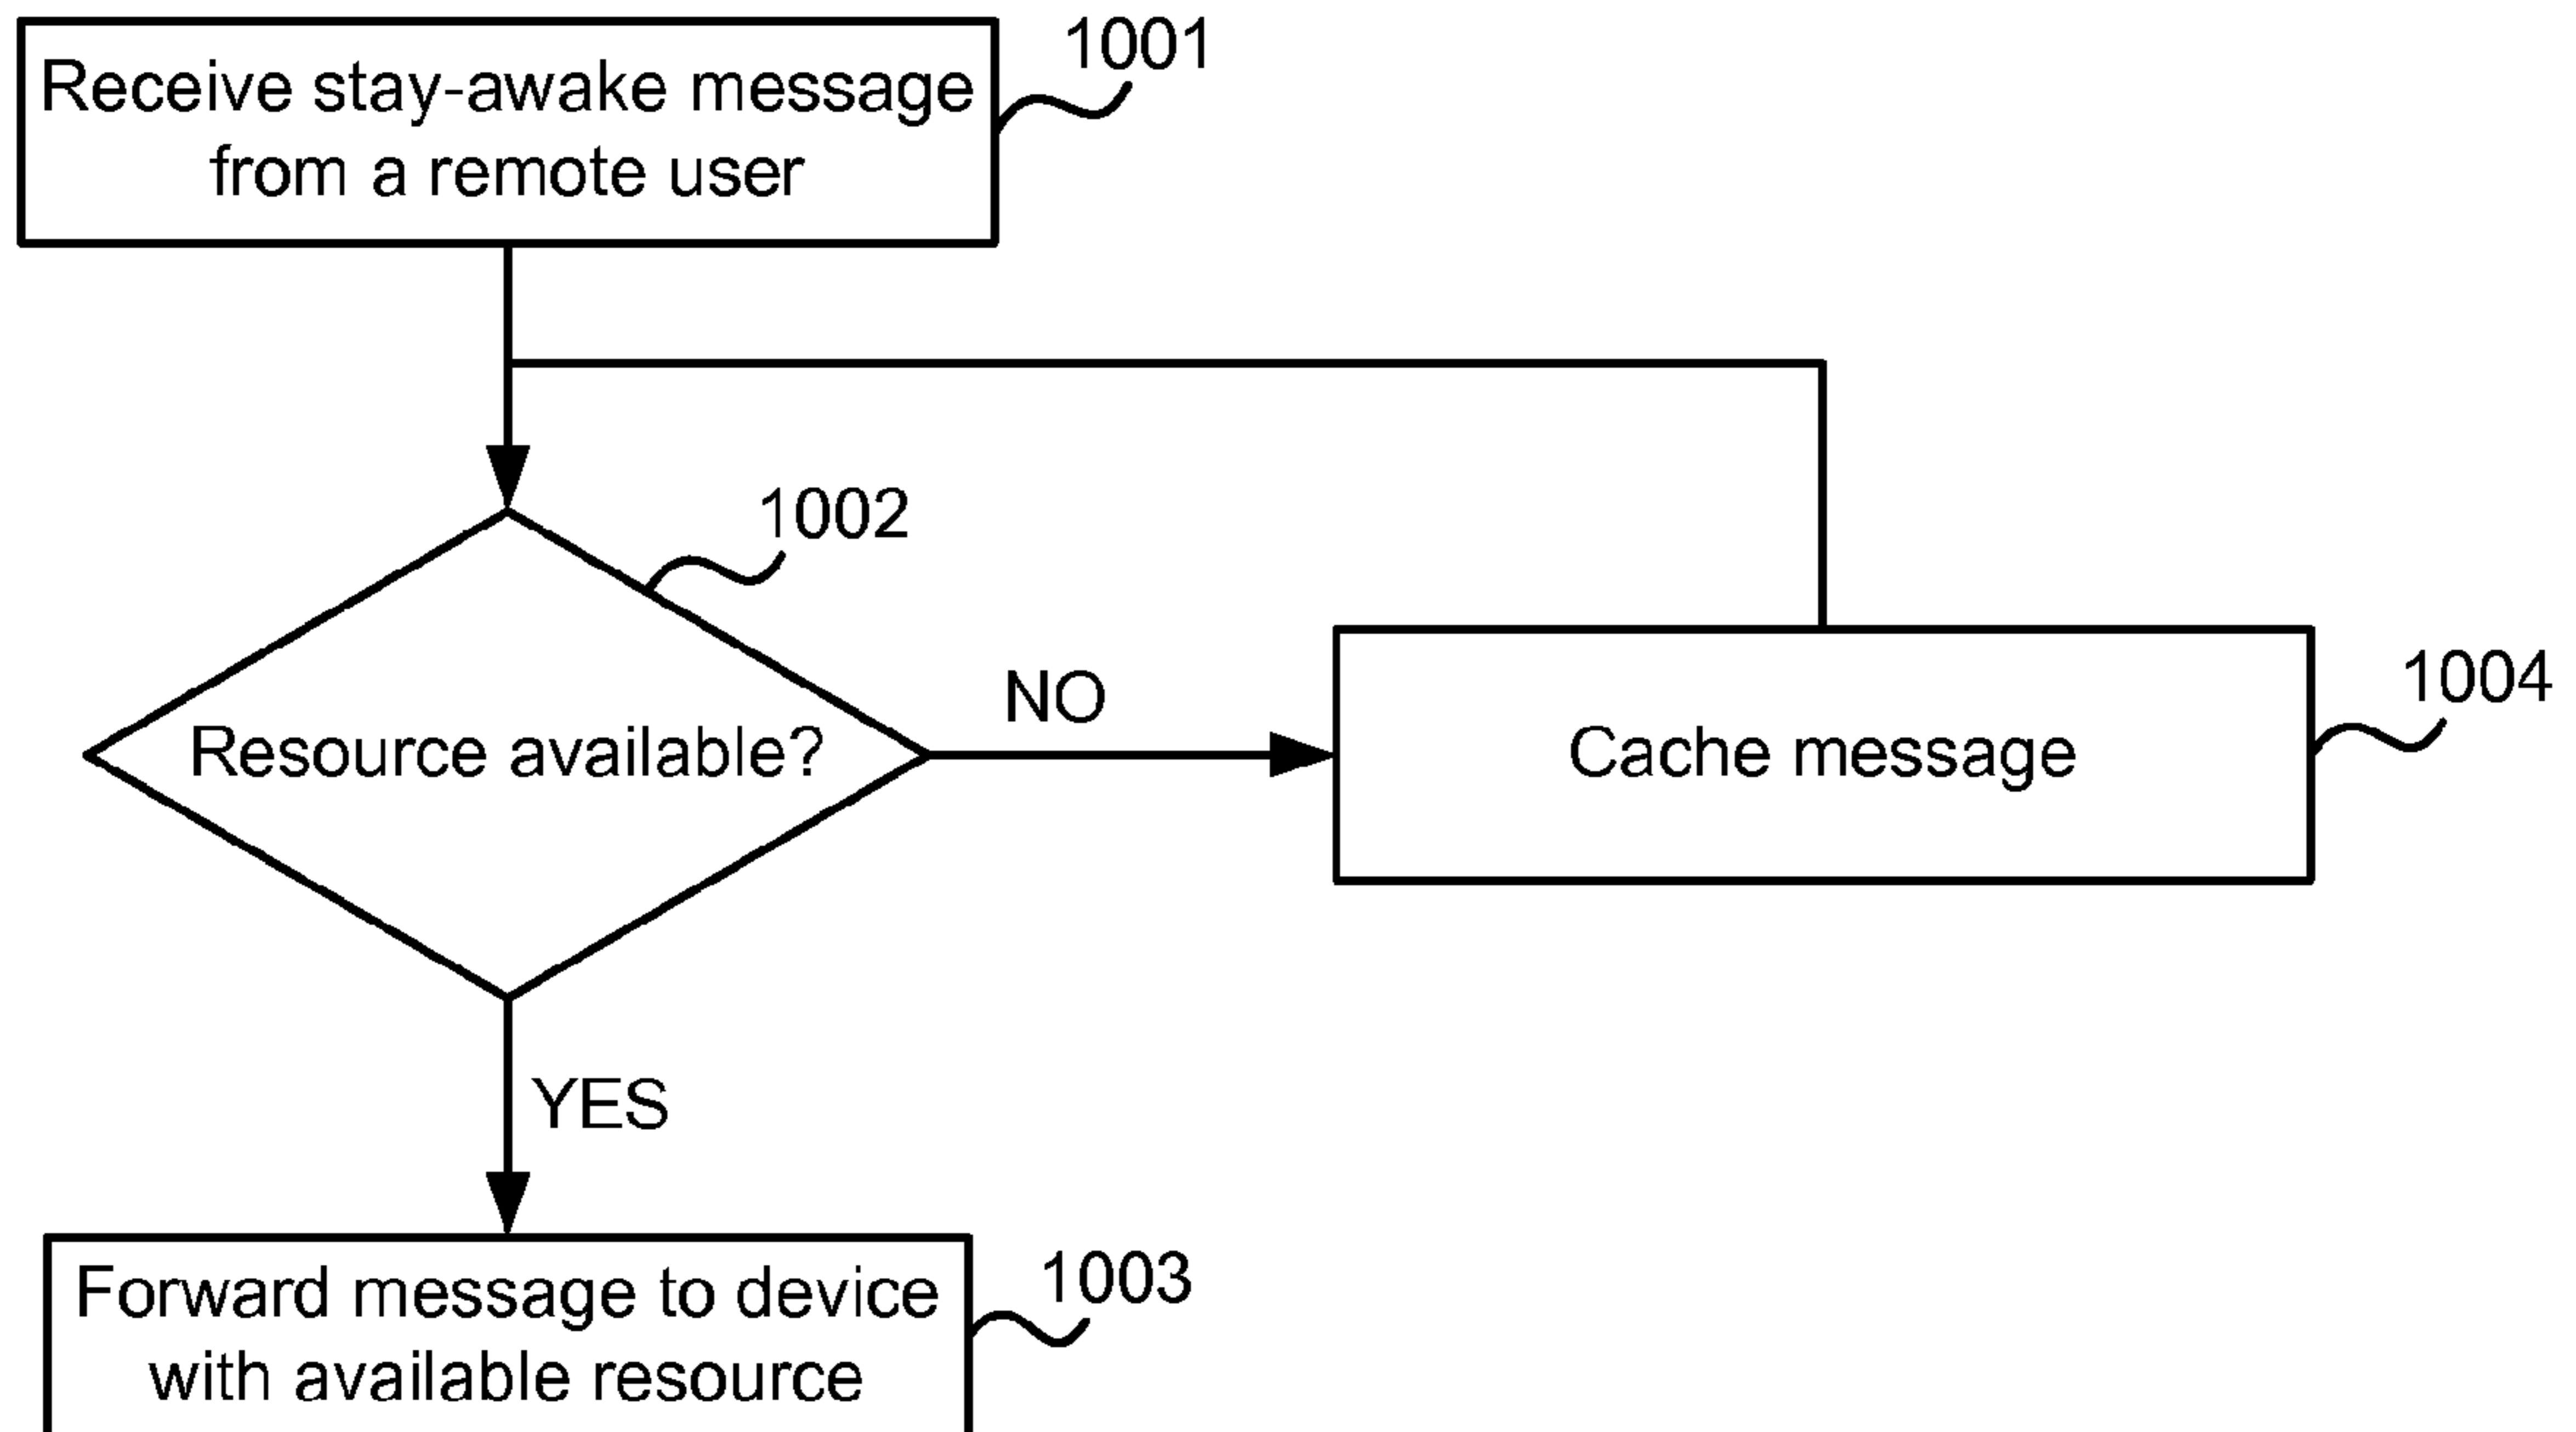 Receive stay-awake message
from a remote user
1001
1002
Resource available?
NO
Cache message
1004
YES
Forward message to device
with available resource
1003